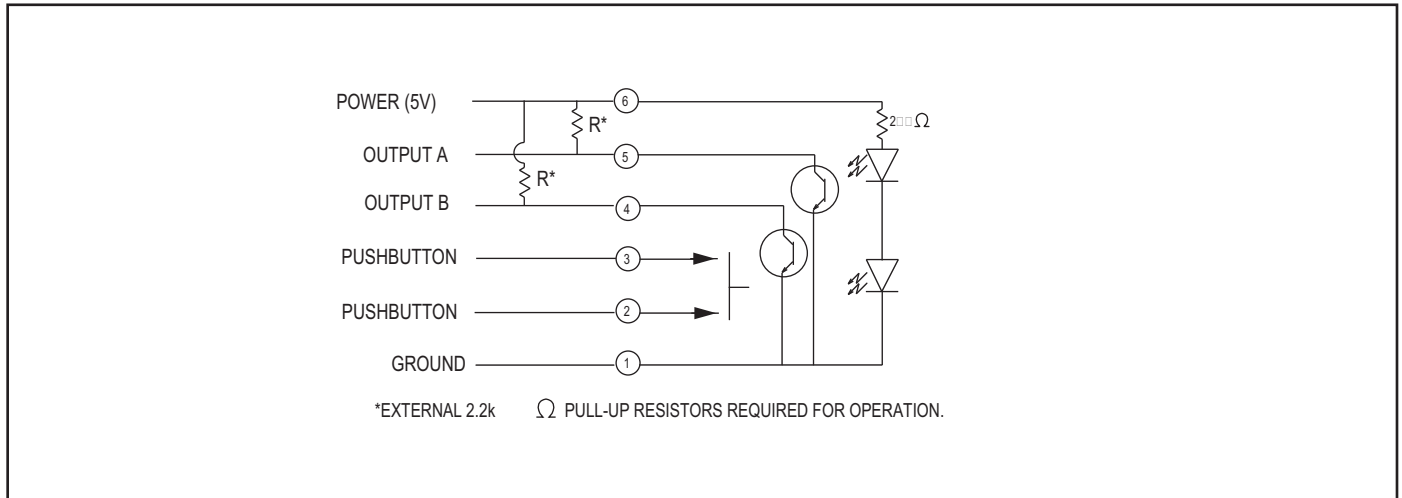 POWER (5V)
6
R*
2 Ω
OUTPUT A
5
R*
OUTPUT B
4
PUSHBUTTON
3
PUSHBUTTON
2
GROUND
1
*EXTERNAL 2.2k Ω PULL-UP RESISTORS REQUIRED FOR OPERATION.